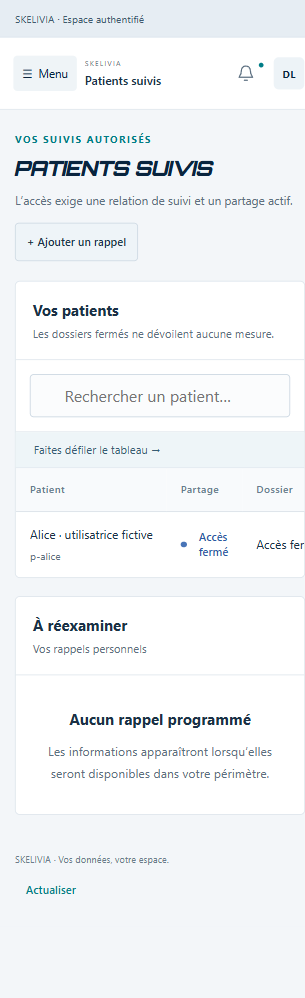 SKELIVIA · Espace authentifié
☰ Menu
SKELIVIA
Patients suivis
DL
VOS SUIVIS AUTORISÉS
PATIENTS SUIVIS
L’accès exige une relation de suivi et un partage actif.
+ Ajouter un rappel
Vos patients
Les dossiers fermés ne dévoilent aucune mesure.
Rechercher un patient…
Faites défiler le tableau →
Patient Partage Dossier
Alice · utilisatrice fictive
p-alice
Accès
fermé
Accès fer
À réexaminer
Vos rappels personnels
Aucun rappel programmé
Les informations apparaîtront lorsqu’elles
seront disponibles dans votre périmètre.
SKELIVIA · Vos données, votre espace.
Actualiser